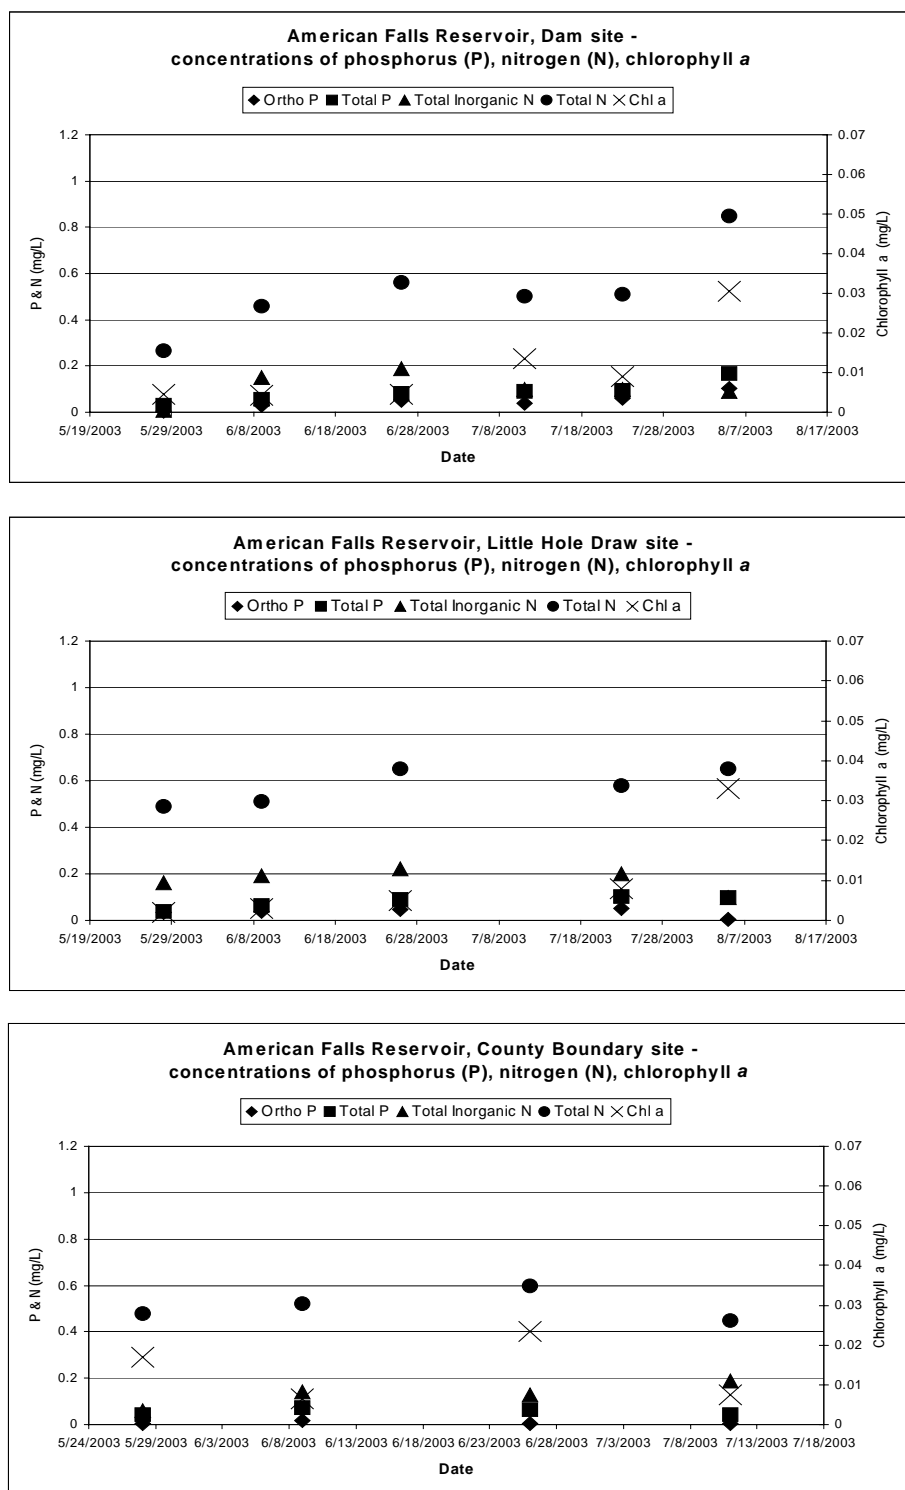 American Falls Reservoir, Dam site -
concentrations of phosphorus (P), nitrogen (N), chlorophyll a
Ortho P Total P Total Inorganic N Total N Chl a
1.2
1
0.8
0.6
0.4
0.2
0
P & N (mg/L)
0.07
0.06
0.05
0.04
0.03
0.02
0.01
0
Chlorophyll a (mg/L)
5/19/2003 5/29/2003 6/8/2003 6/18/2003 6/28/2003 7/8/2003 7/18/2003 7/28/2003 8/7/2003 8/17/2003
Date
American Falls Reservoir, Little Hole Draw site -
concentrations of phosphorus (P), nitrogen (N), chlorophyll a
Ortho P Total P Total Inorganic N Total N Chl a
1.2
1
0.8
0.6
0.4
0.2
0
P & N (mg/L)
0.07
0.06
0.05
0.04
0.03
0.02
0.01
0
Chlorophyll a (mg/L)
5/19/2003 5/29/2003 6/8/2003 6/18/2003 6/28/2003 7/8/2003 7/18/2003 7/28/2003 8/7/2003 8/17/2003
Date
American Falls Reservoir, County Boundary site -
concentrations of phosphorus (P), nitrogen (N), chlorophyll a
Ortho P Total P Total Inorganic N Total N Chl a
1.2
1
0.8
0.6
0.4
0.2
0
P & N (mg/L)
0.07
0.06
0.05
0.04
0.03
0.02
0.01
0
Chlorophyll a (mg/L)
5/24/2003 5/29/2003 6/3/2003 6/8/2003 6/13/2003 6/18/2003 6/23/2003 6/28/2003 7/3/2003 7/8/2003 7/13/2003 7/18/2003
Date